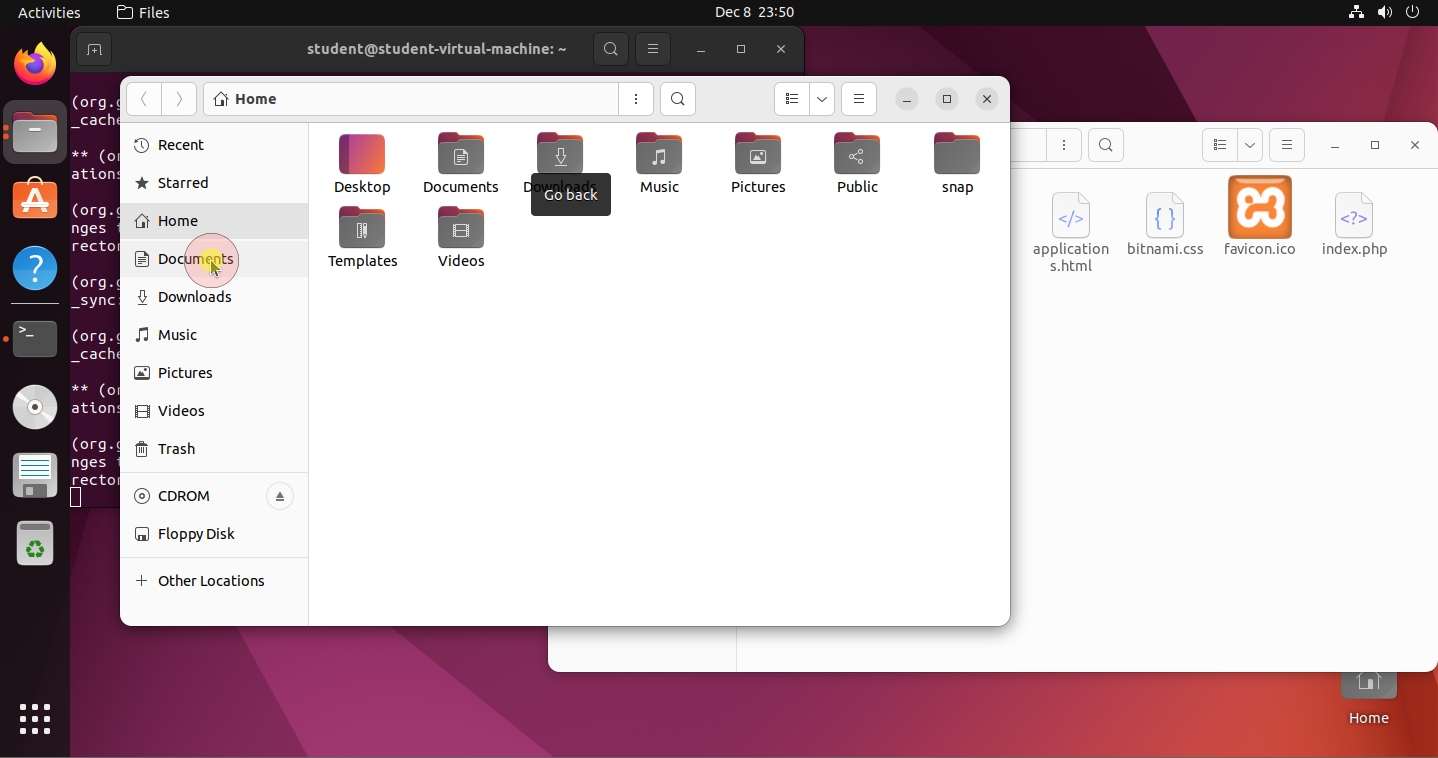 Activities
Files
Dec 8 23:50
student@student-virtual-machine: ~
Home
Recent
Starred
Home
Documents
Downloads
Music
Pictures
Videos
Trash
CDROM
Floppy Disk
Other Locations
Desktop
Documents
Downloads
Music
Pictures
Public
snap
Go back
Templates
Videos
(org.g
_cache
** (or
ations
(org.g
nges t
rector
(org.g
_sync:
(org.g
_cache
** (or
ations
(org.g
nges t
rector
application
s.html
bitnami.css
favicon.ico
index.php
Home